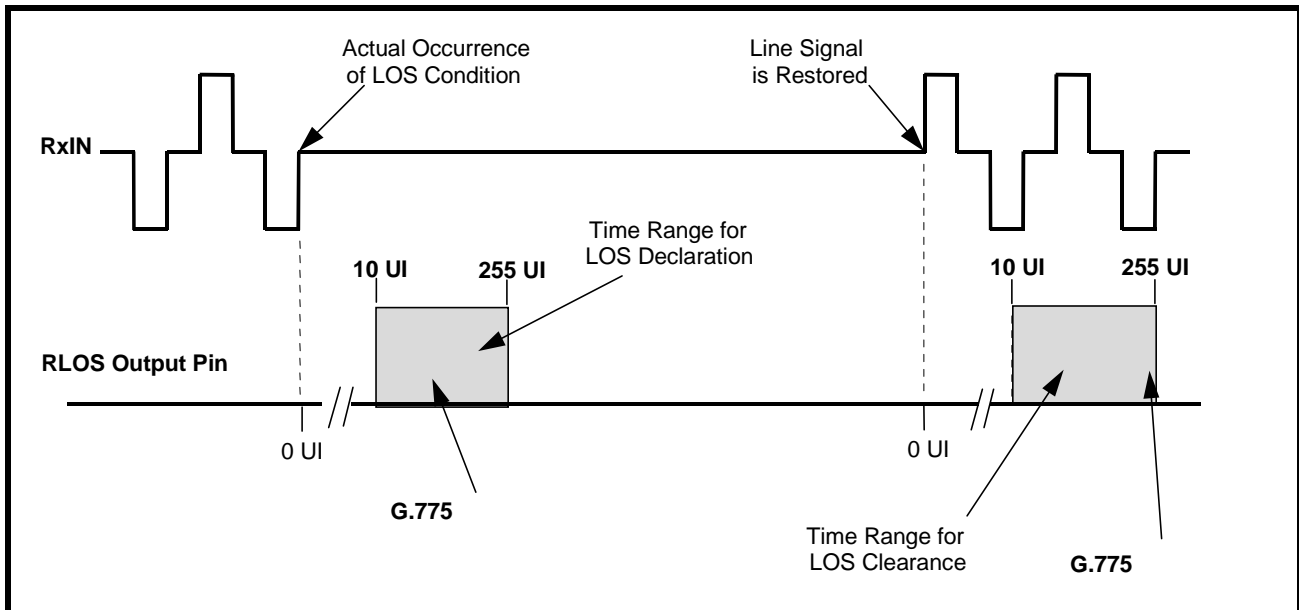 Actual Occurrence
of LOS Condition
Line Signal
is Restored
RxIN
Time Range for
LOS Declaration
10 UI
255 UI
10 UI
255 UI
RLOS Output Pin
0 UI
0 UI
G.775
Time Range for
LOS Clearance
G.775